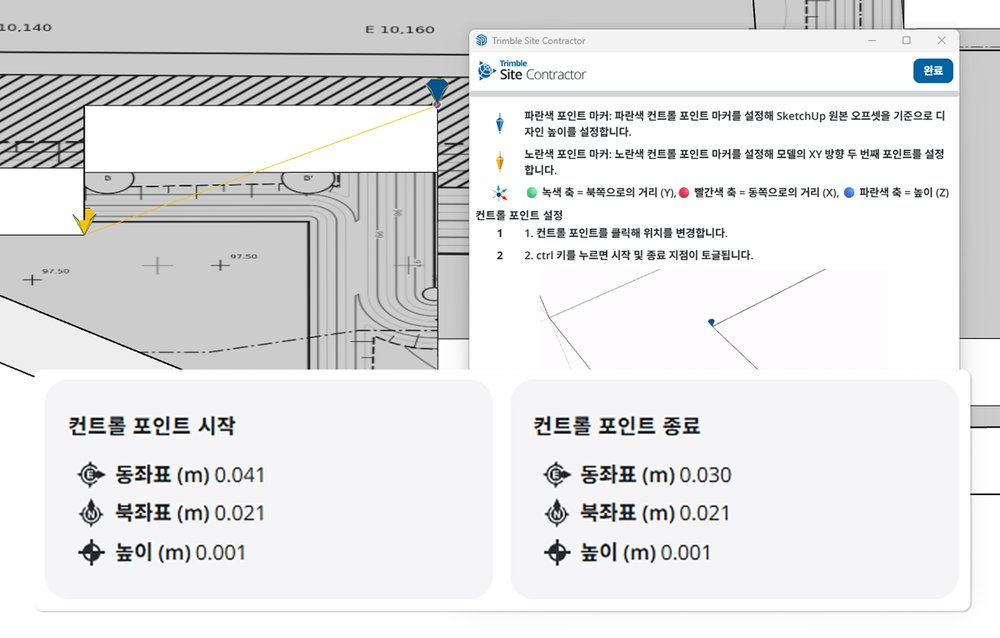 10,140
E 10,160
Trimble Site Contractor
Trimble
Site Contractor
완료
파란색 포인트 마커: 파란색 컨트롤 포인트 마커를 설정해 SketchUp 원본 오프셋을 기준으로 디
자인 높이를 설정합니다.
노란색 포인트 마커: 노란색 컨트롤 포인트 마커를 설정해 모델의 XY 방향 두 번째 포인트를 설정
합니다.
녹색 축 = 북쪽으로의 거리 (Y), 빨간색 축 = 동쪽으로의 거리 (X), 파란색 축 = 높이 (Z)
컨트롤 포인트 설정
1 1. 컨트롤 포인트를 클릭해 위치를 변경합니다.
2 2. ctrl 키를 누르면 시작 및 종료 지점이 토글됩니다.
B
B'
98
99
97.50
97.50
컨트롤 포인트 시작
동좌표 (m) 0.041
북좌표 (m) 0.021
높이 (m) 0.001
컨트롤 포인트 종료
동좌표 (m) 0.030
북좌표 (m) 0.021
높이 (m) 0.001